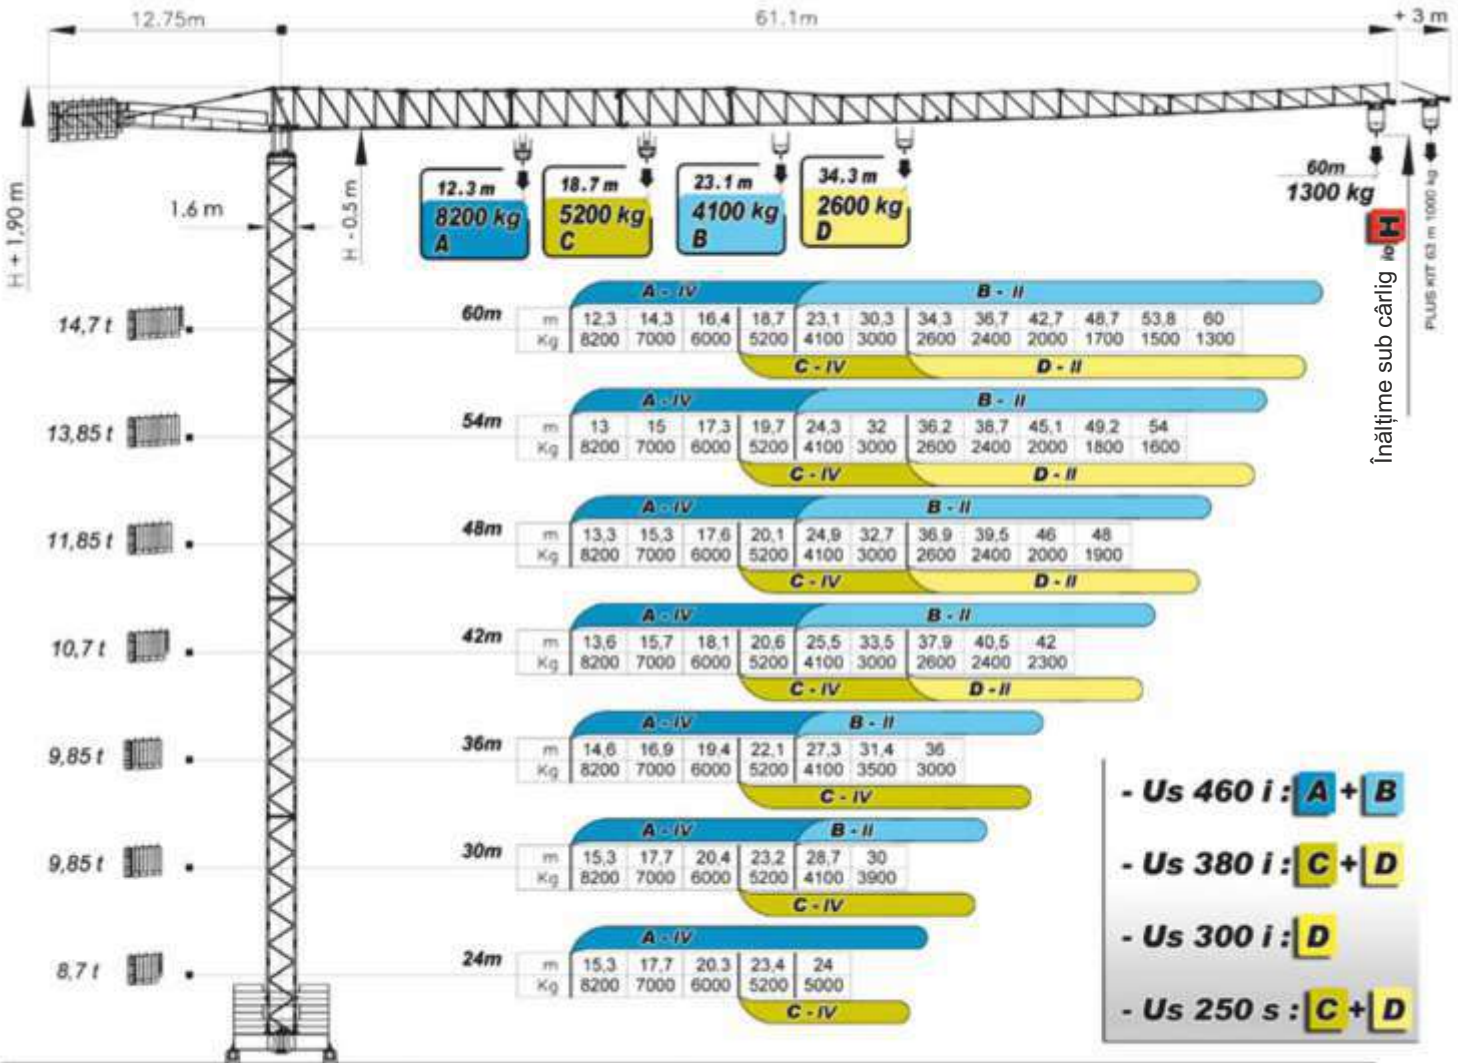 12.75m 61.1m + 3 m
H + 1,90 m
1.6 m
H - 0.5 m
12.3 m
8200 kg
A
18.7 m
5200 kg
C
23.1 m
4100 kg
B
34.3 m
2600 kg
D
60m
1300 kg
H
Înălțime sub cârlig
PLUS KIT 63 m 1000 kg
14,7 t
60m
A - IV B - II
m 12,3 14,3 16,4 18,7 23,1 30,3 34,3 36,7 42,7 48,7 53,8 60
Kg 8200 7000 6000 5200 4100 3000 2600 2400 2000 1700 1500 1300
C - IV D - II
13,85 t
54m
A - IV B - II
m 13 15 17,3 19,7 24,3 32 36,2 38,7 45,1 49,2 54
Kg 8200 7000 6000 5200 4100 3000 2600 2400 2000 1800 1600
C - IV D - II
11,85 t
48m
A - IV B - II
m 13,3 15,3 17,6 20,1 24,9 32,7 36,9 39,5 46 48
Kg 8200 7000 6000 5200 4100 3000 2600 2400 2000 1900
C - IV D - II
10,7 t
42m
A - IV B - II
m 13,6 15,7 18,1 20,6 25,5 33,5 37,9 40,5 42
Kg 8200 7000 6000 5200 4100 3000 2600 2400 2300
C - IV D - II
9,85 t
36m
A - IV B - II
m 14,6 16,9 19,4 22,1 27,3 31,4 36
Kg 8200 7000 6000 5200 4100 3500 3000
C - IV
9,85 t
30m
A - IV B - II
m 15,3 17,7 20,4 23,2 28,7 30
Kg 8200 7000 6000 5200 4100 3900
C - IV
8,7 t
24m
A - IV
m 15,3 17,7 20,3 23,4 24
Kg 8200 7000 6000 5200 5000
C - IV
- Us 460 i : A + B
- Us 380 i : C + D
- Us 300 i : D
- Us 250 s : C + D